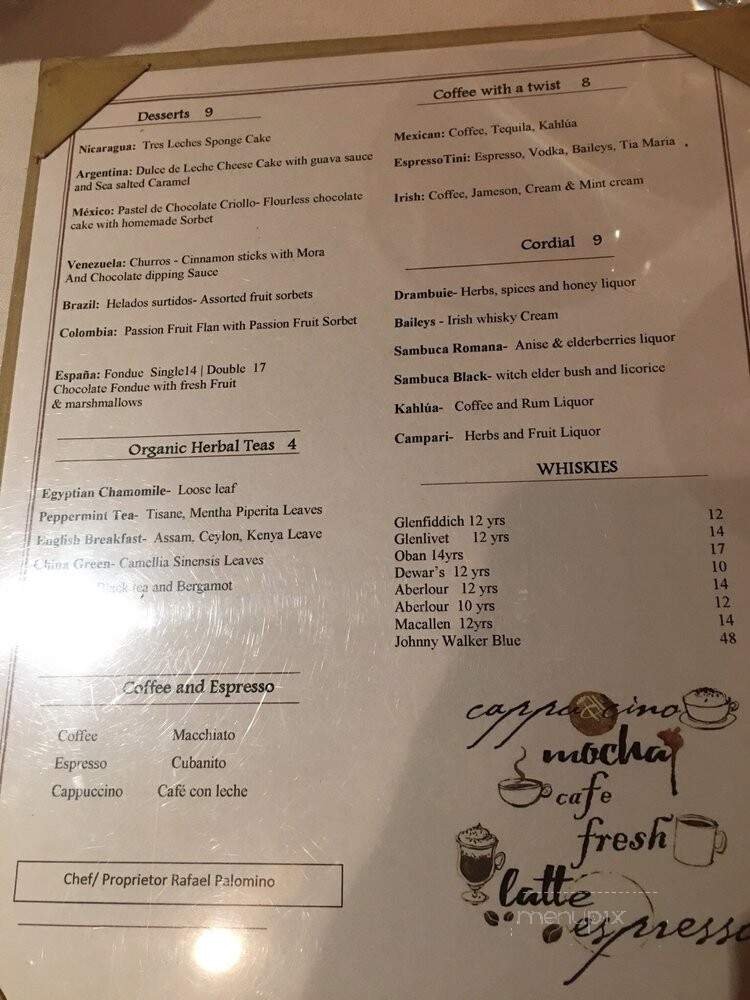 Desserts 9
Nicaragua: Tres Leches Sponge Cake
Argentina: Dulce de Leche Cheese Cake with guava sauce
and Sea salted Caramel
México: Pastel de Chocolate Criollo- Flourless chocolate
cake with homemade Sorbet
Venezuela: Churros - Cinnamon sticks with Mora
And Chocolate dipping Sauce
Brazil: Helados surtidos- Assorted fruit sorbets
Colombia: Passion Fruit Flan with Passion Fruit Sorbet
España: Fondue Single14 | Double 17
Chocolate Fondue with fresh Fruit
& marshmallows
Organic Herbal Teas 4
Egyptian Chamomile- Loose leaf
Peppermint Tea- Tisane, Mentha Piperita Leaves
English Breakfast- Assam, Ceylon, Kenya Leave
China Green- Camellia Sinensis Leaves
Black tea and Bergamot
Coffee and Espresso
Coffee Macchiato
Espresso Cubanito
Cappuccino Café con leche
Chef/ Proprietor Rafael Palomino
Coffee with a twist 8
Mexican: Coffee, Tequila, Kahlúa
EspressoTini: Espresso, Vodka, Baileys, Tia Maria
Irish: Coffee, Jameson, Cream & Mint cream
Cordial 9
Drambuie- Herbs, spices and honey liquor
Baileys - Irish whisky Cream
Sambuca Romana- Anise & elderberries liquor
Sambuca Black- witch elder bush and licorice
Kahlúa- Coffee and Rum Liquor
Campari- Herbs and Fruit Liquor
WHISKIES
Glenfiddich 12 yrs 12
Glenlivet 12 yrs 14
Oban 14yrs 17
Dewar's 12 yrs 10
Aberlour 12 yrs 14
Aberlour 10 yrs 12
Macallen 12yrs 14
Johnny Walker Blue 48
cappuccino
mocha
cafe
fresh
latte
menupix
espresso